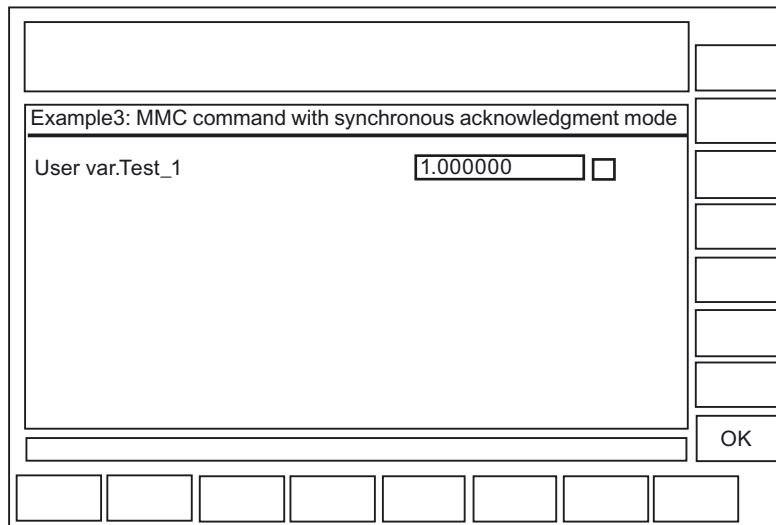 Example3: MMC command with synchronous acknowledgment mode
User var.Test_1 1.000000
OK